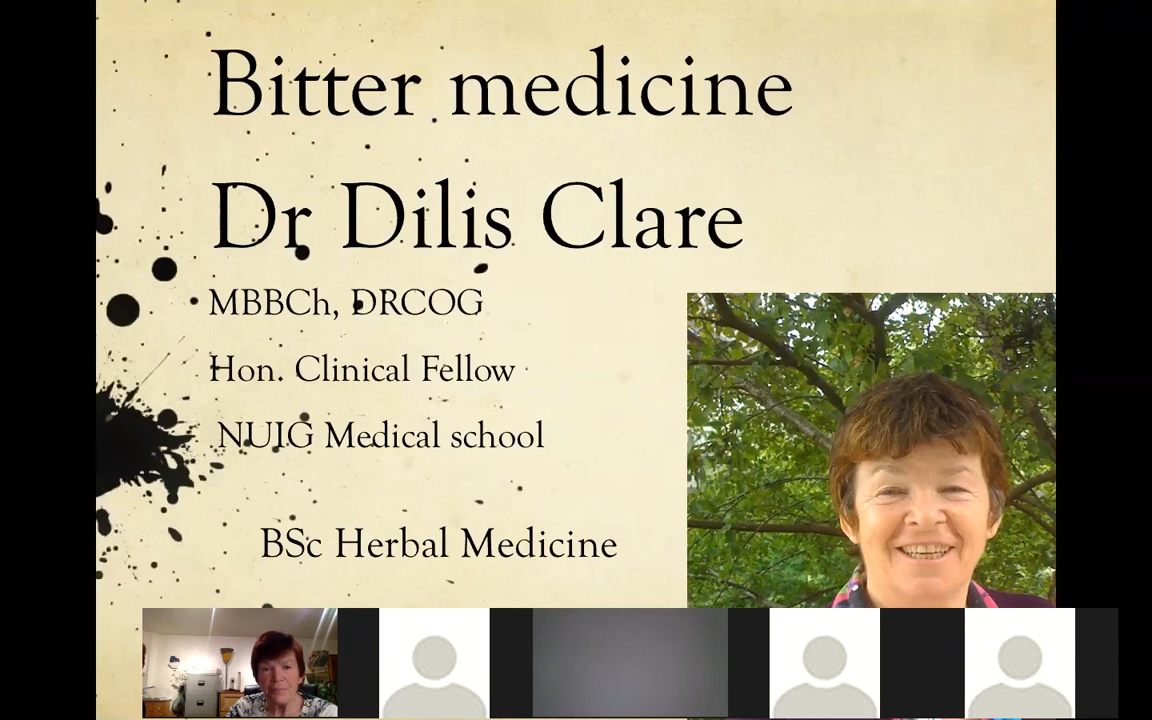 Bitter medicine
Dr Dilis Clare
MBBCh, DRCOG
Hon. Clinical Fellow
NUIG Medical school
BSc Herbal Medicine